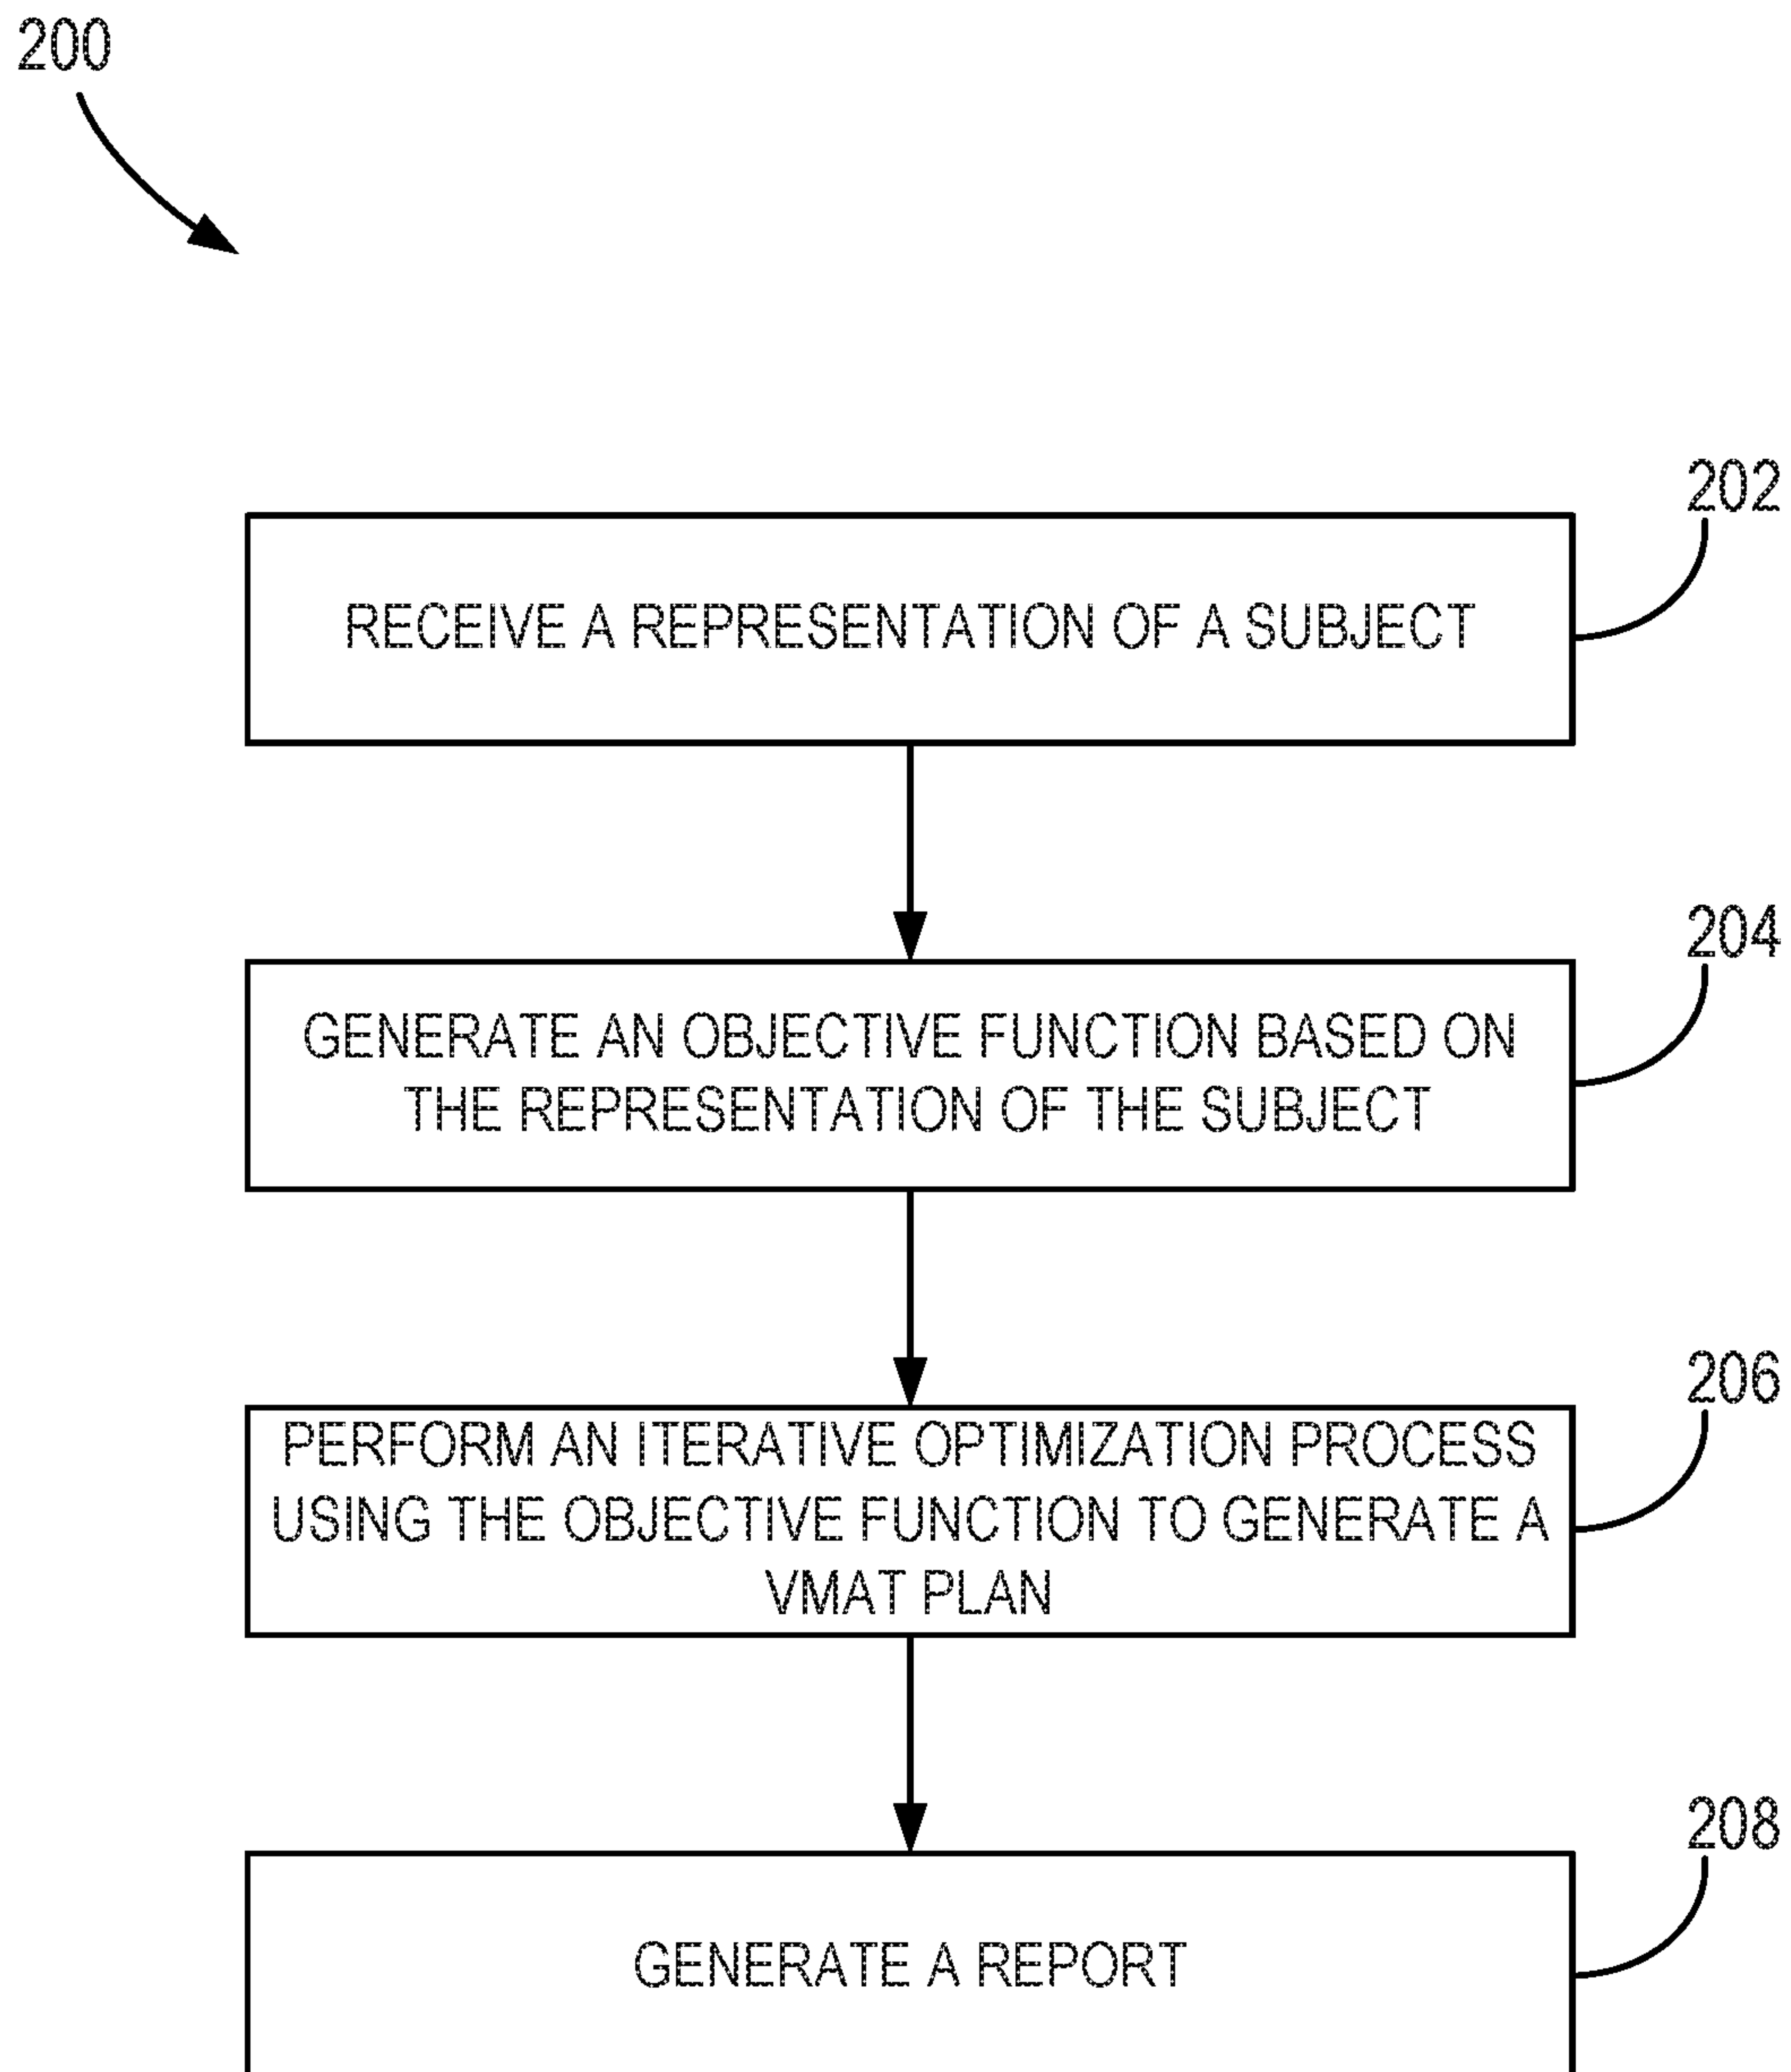 200
202
RECEIVE A REPRESENTATION OF A SUBJECT
204
GENERATE AN OBJECTIVE FUNCTION BASED ON
THE REPRESENTATION OF THE SUBJECT
206
PERFORM AN ITERATIVE OPTIMIZATION PROCESS
USING THE OBJECTIVE FUNCTION TO GENERATE A
VMAT PLAN
208
GENERATE A REPORT